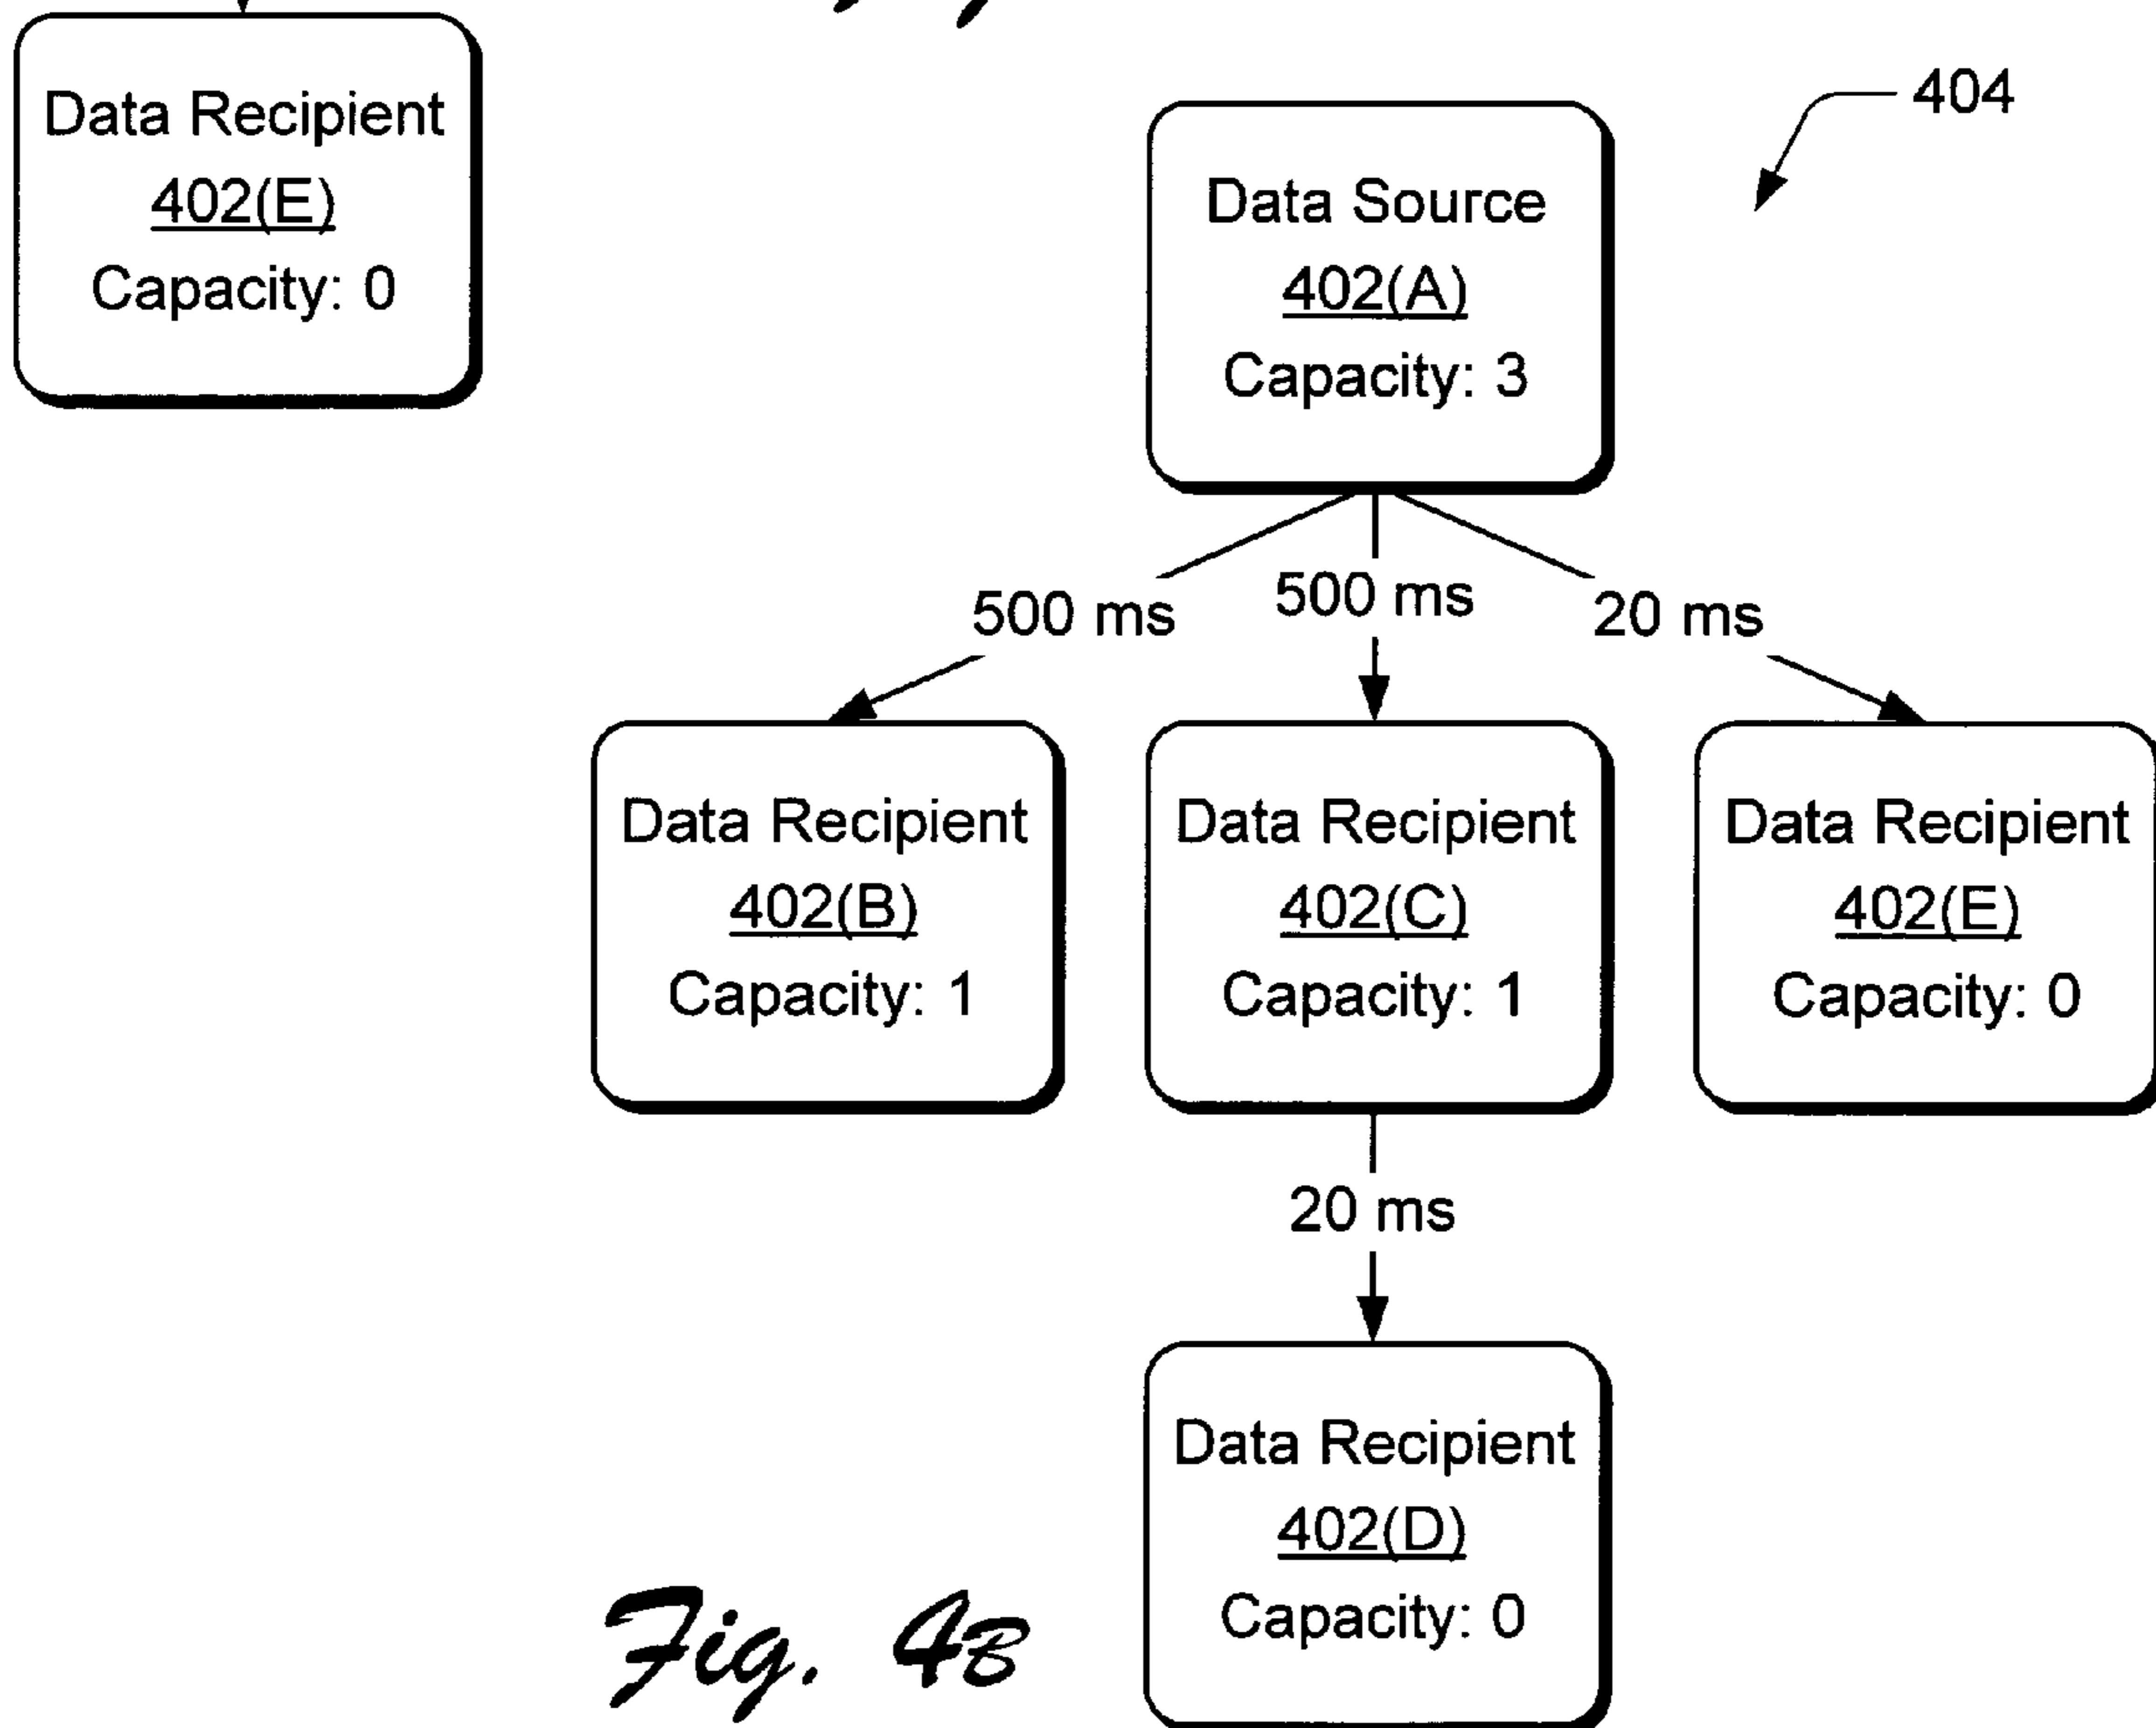 Data Recipient
402(E)
Capacity: 0
404
Data Source
402(A)
Capacity: 3
500 ms
500 ms
20 ms
Data Recipient
402(B)
Capacity: 1
Data Recipient
402(C)
Capacity: 1
Data Recipient
402(E)
Capacity: 0
20 ms
Data Recipient
402(D)
Capacity: 0
Fig. 4B